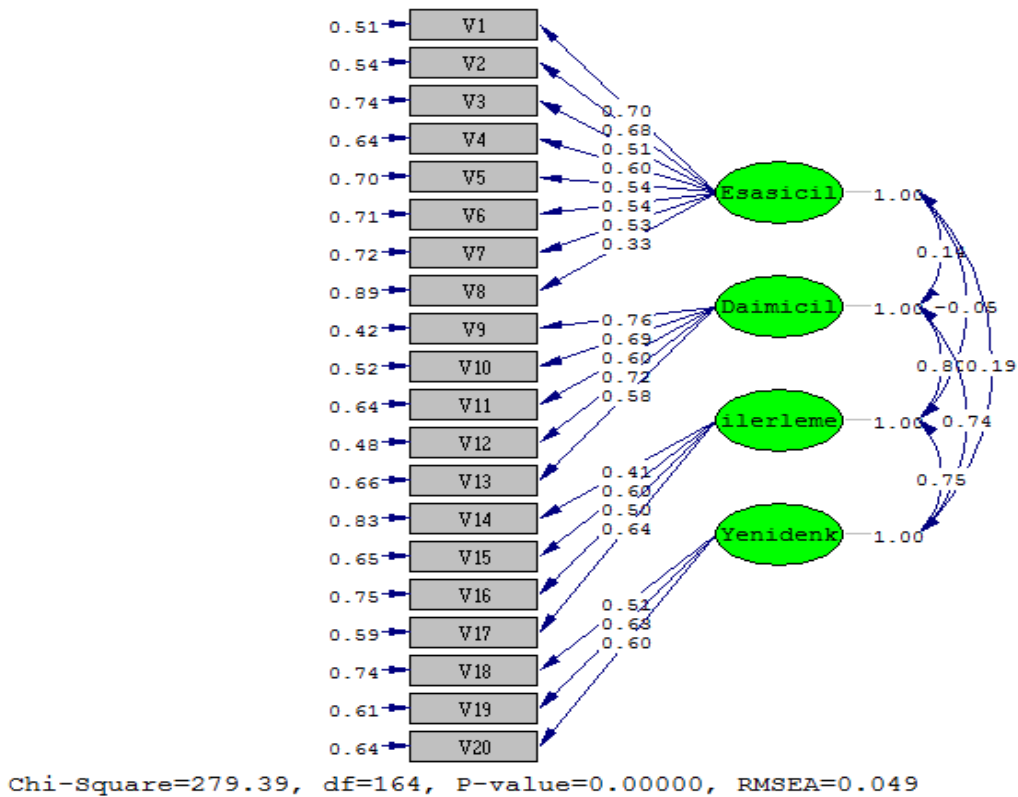 0.51 V1
0.54 V2
0.74 V3
0.70
0.64 V4
0.68
0.51
0.60
0.70 V5
0.54
Esasicil 1.00
0.71 V6
0.54
0.53
0.72 V7
0.33
0.14
0.89 V8
Daimicil 1.00 -0.05
0.42 V9
0.76
0.69
0.52 V10
0.60
0.80 0.19
0.72
0.58
0.64 V11
ilerleme 1.00 0.74
0.48 V12
0.41
0.66 V13
0.60
0.75
0.50
0.83 V14
0.64
Yenidenk 1.00
0.65 V15
0.75 V16
0.51
0.63
0.59 V17
0.60
0.74 V18
0.61 V19
0.64 V20
Chi-Square=279.39, df=164, P-value=0.00000, RMSEA=0.049